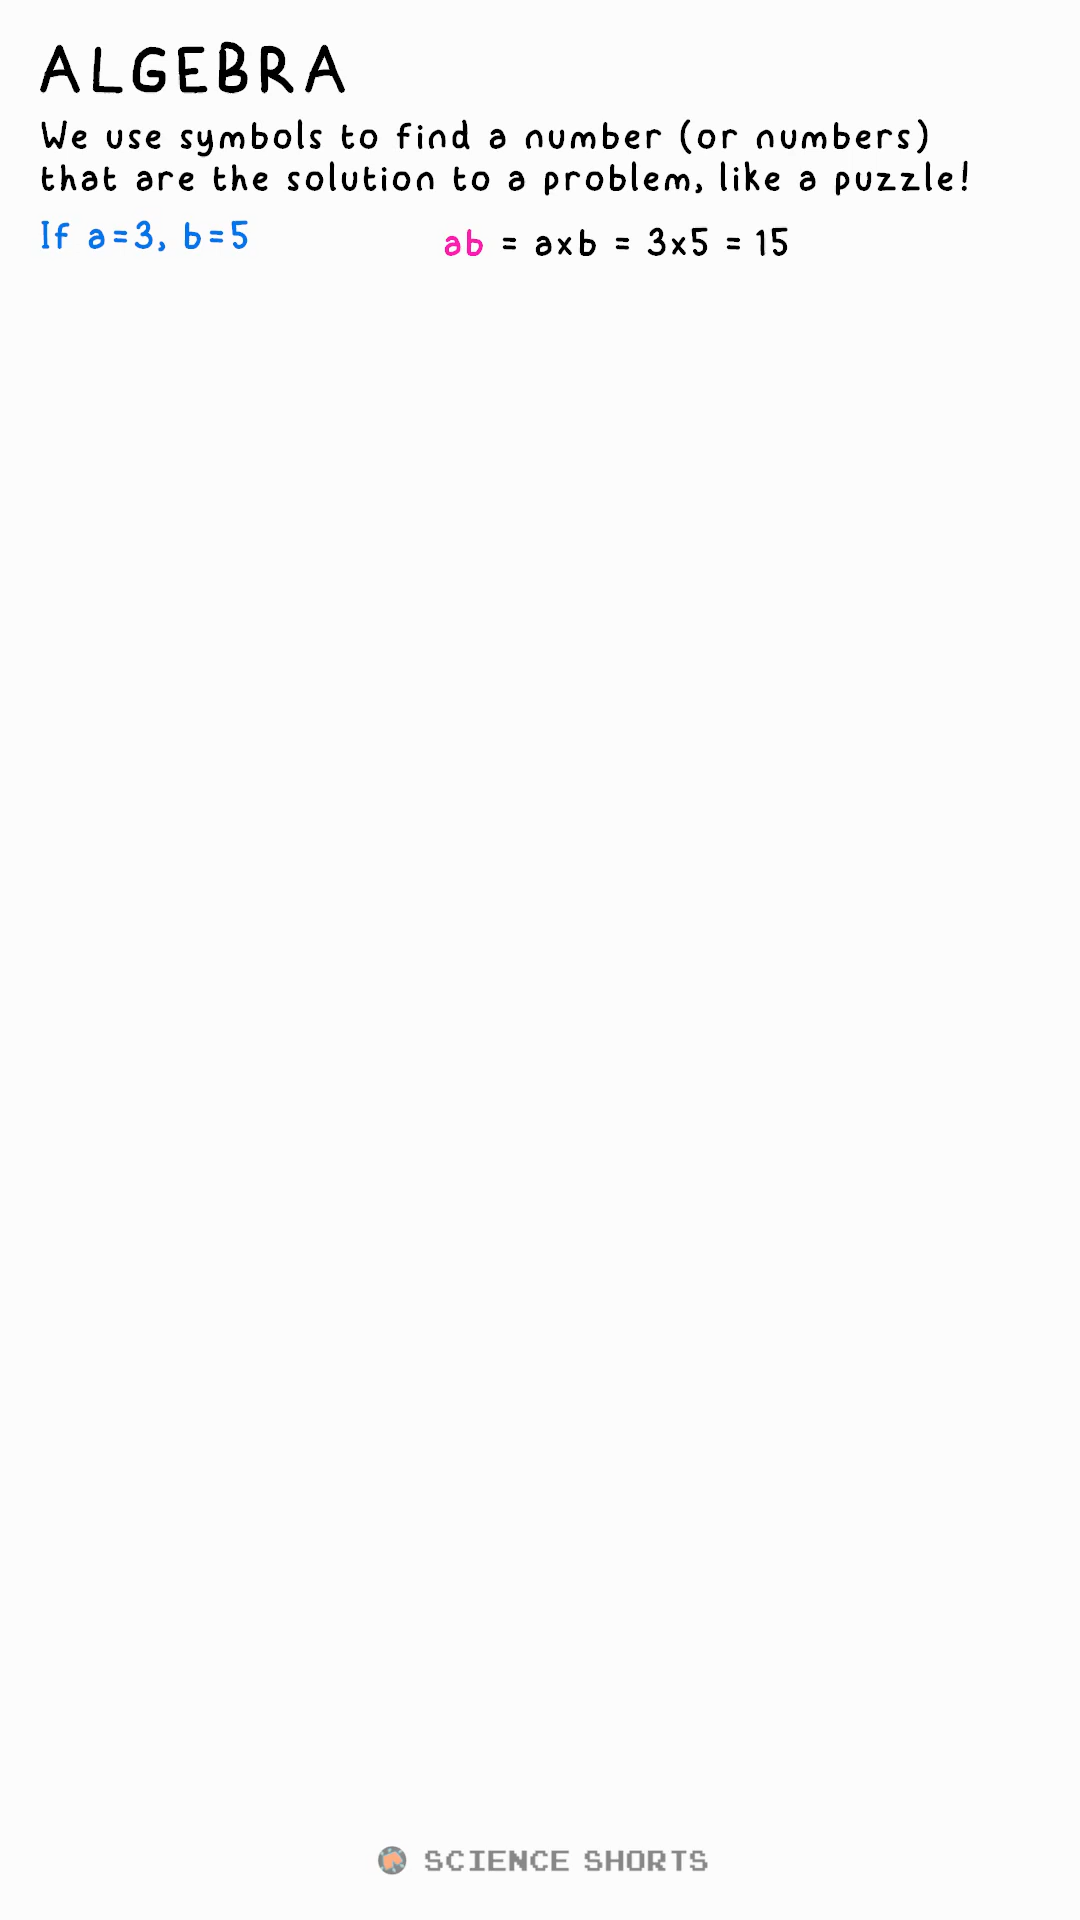 ALGEBRA
We use symbols to find a number (or numbers)
that are the solution to a problem, like a puzzle!
If a=3, b=5
ab = axb = 3x5 = 15
SCIENCE SHORTS